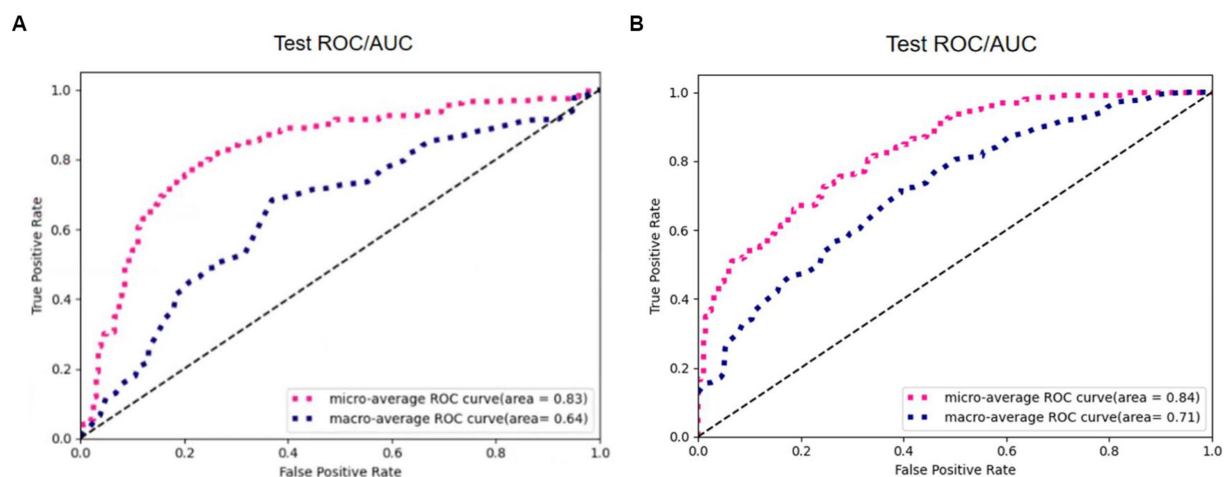 A
Test ROC/AUC
True Positive Rate
1.0
0.8
0.6
0.4
0.2
0.0
0.0 0.2 0.4 0.6 0.8 1.0
False Positive Rate
micro-average ROC curve(area = 0.83)
macro-average ROC curve(area= 0.64)
B
Test ROC/AUC
True Positive Rate
1.0
0.8
0.6
0.4
0.2
0.0
0.0 0.2 0.4 0.6 0.8 1.0
False Positive Rate
micro-average ROC curve(area = 0.84)
macro-average ROC curve(area = 0.71)